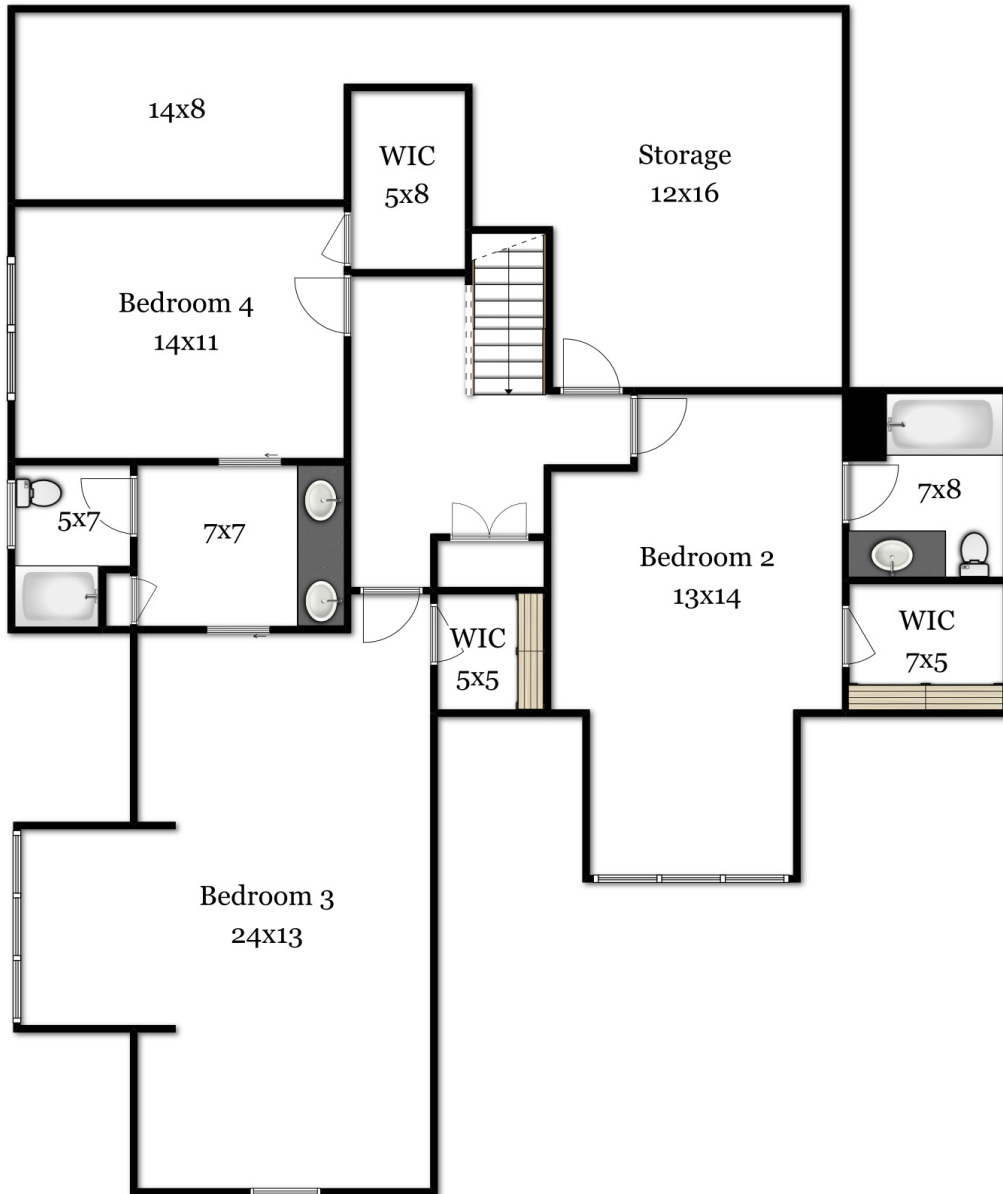 14x8
WIC
5x8
Storage
12x16
Bedroom 4
14x11
5x7
7x7
7x8
Bedroom 2
13x14
WIC
5x5
WIC
7x5
Bedroom 3
24x13